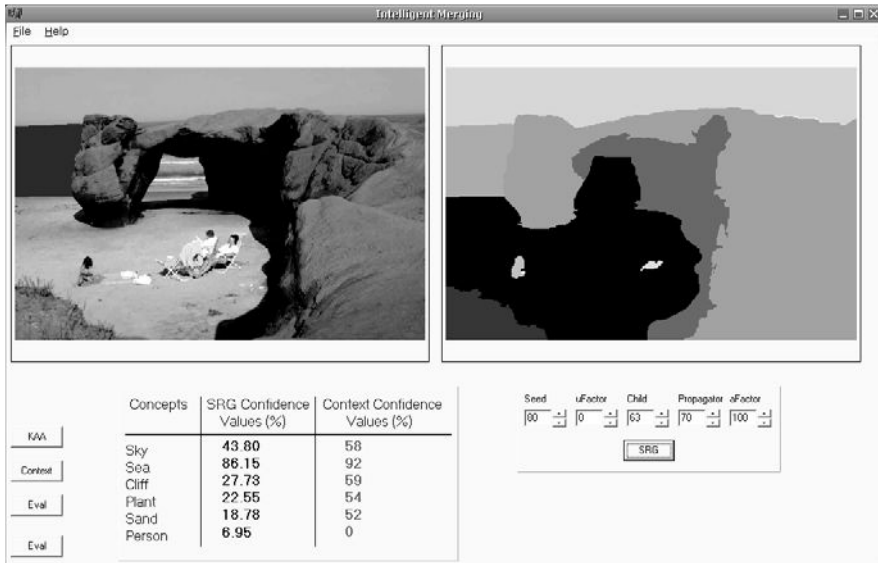 Intelligent Merging
File Help
Concepts SRG Confidence Values (%) Context Confidence Values (%)
Sky 43.80 58
Sea 86.15 92
Cliff 27.73 59
Plant 22.55 54
Sand 18.78 52
Person 6.95 0
KAA
Context
Eval
Eval
Seed uFactor Child Propagator aFactor
80 0 60 70 100
SRG